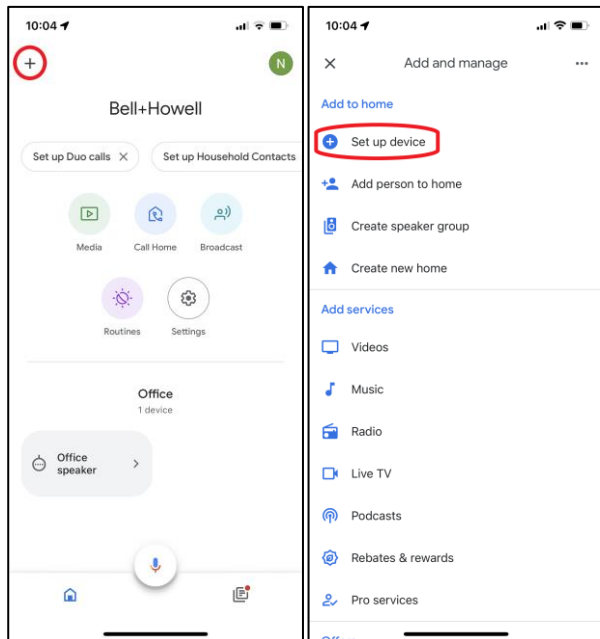 10:04
N
Bell+Howell
Set up Duo calls
Set up Household Contacts
Media
Call Home
Broadcast
Routines
Settings
Office
1 device
Office
speaker
10:04
Add and manage
Add to home
Set up device
Add person to home
Create speaker group
Create new home
Add services
Videos
Music
Radio
Live TV
Podcasts
Rebates & rewards
Pro services